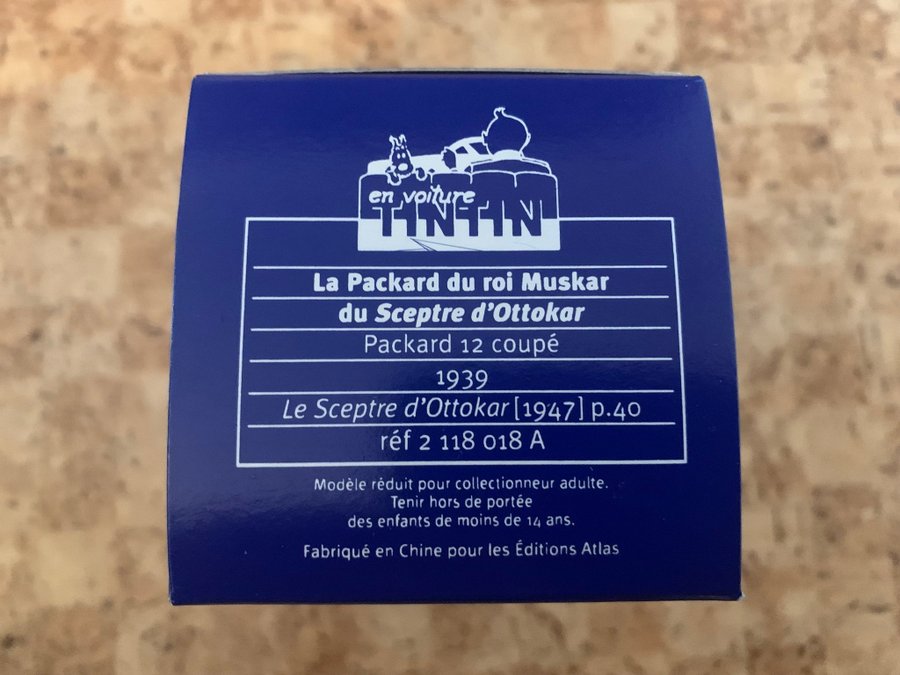 en voiture
TINTIN
La Packard du roi Muskar
du Sceptre d'Ottokar
Packard 12 coupé
1939
Le Sceptre d'Ottokar [1947] p.40
réf 2 118 018 A
Modèle réduit pour collectionneur adulte.
Tenir hors de portée
des enfants de moins de 14 ans.
Fabriqué en Chine pour les Éditions Atlas